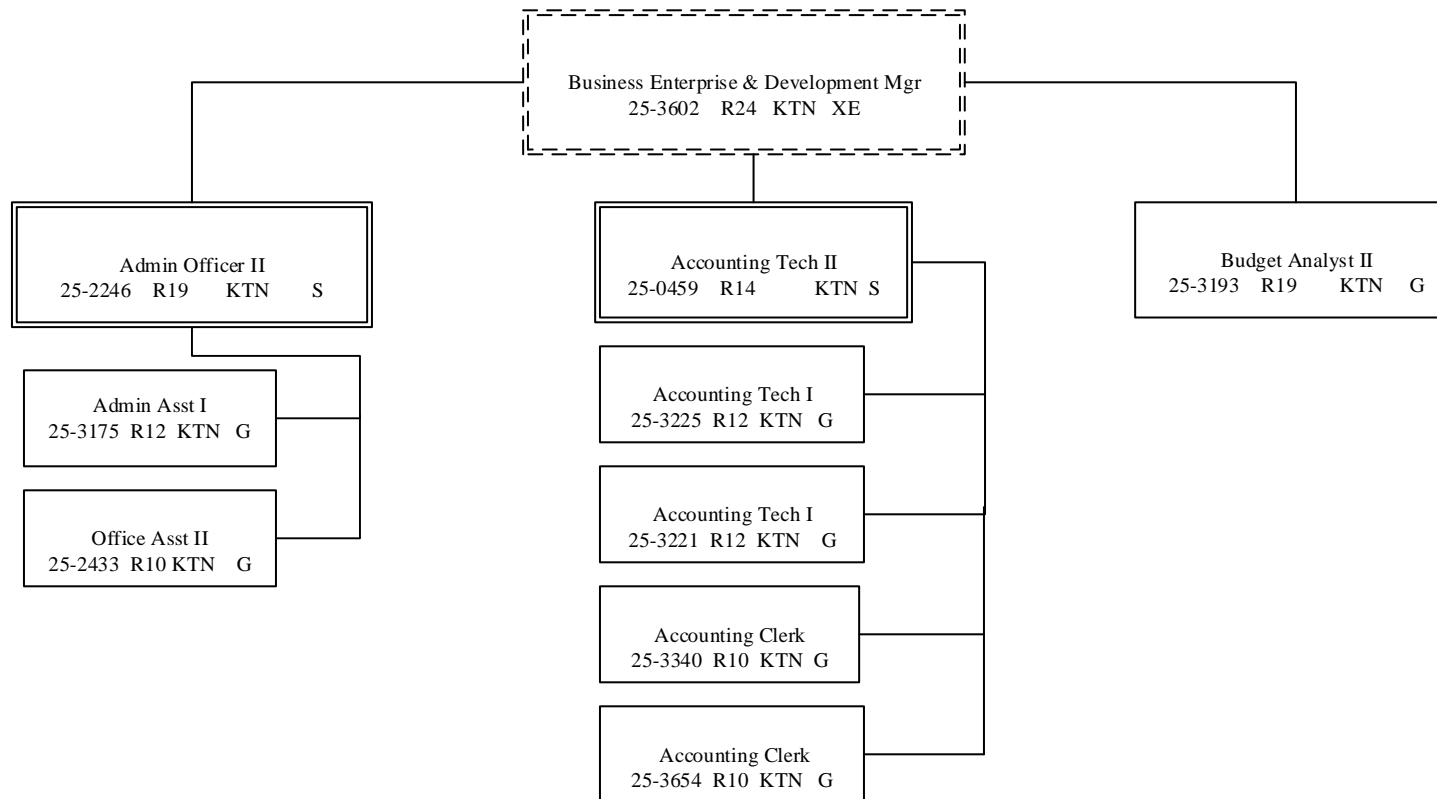 Business Enterprise & Development Mgr
25-3602 R24 KTN XE
Admin Officer II
25-2246 R19 KTN S
Admin Asst I
25-3175 R12 KTN G
Office Asst II
25-2433 R10 KTN G
Accounting Tech II
25-0459 R14 KTN S
Accounting Tech I
25-3225 R12 KTN G
Accounting Tech I
25-3221 R12 KTN G
Accounting Clerk
25-3340 R10 KTN G
Accounting Clerk
25-3654 R10 KTN G
Budget Analyst II
25-3193 R19 KTN G